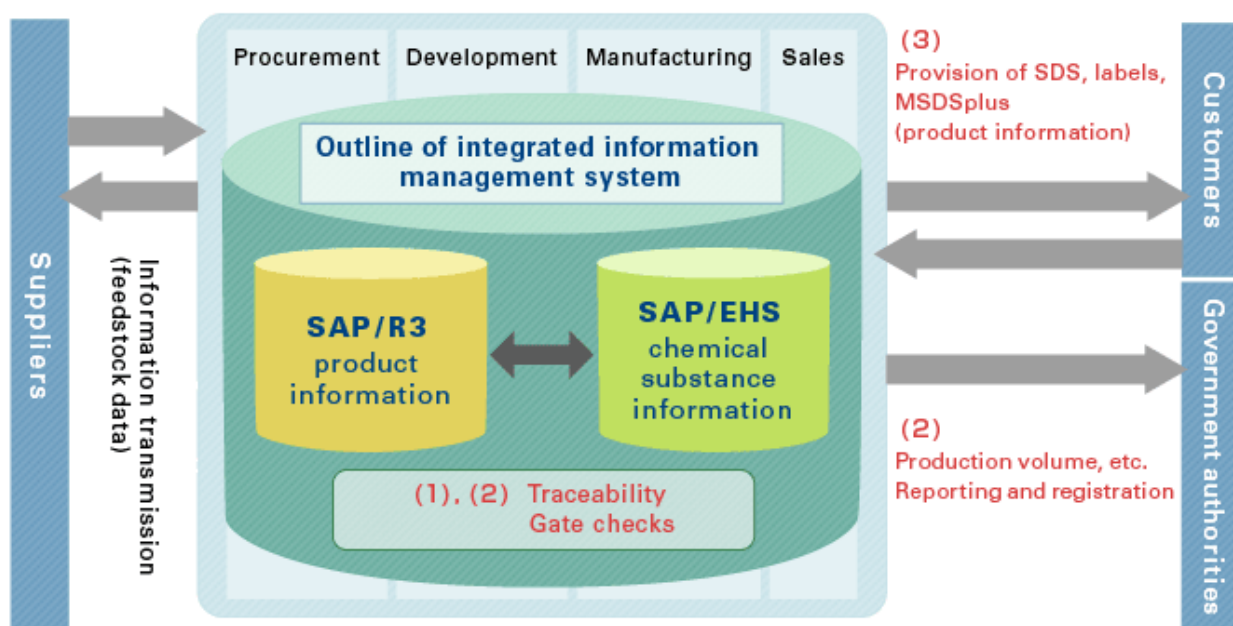 Suppliers
Information transmission
(feedstock data)
Procurement
Development
Manufacturing
Sales
Outline of integrated information
management system
SAP/R3
product
information
SAP/EHS
chemical
substance
information
(1), (2) Traceability
Gate checks
(3)
Provision of SDS, labels,
MSDSplus
(product information)
(2)
Production volume, etc.
Reporting and registration
Customers
Government authorities